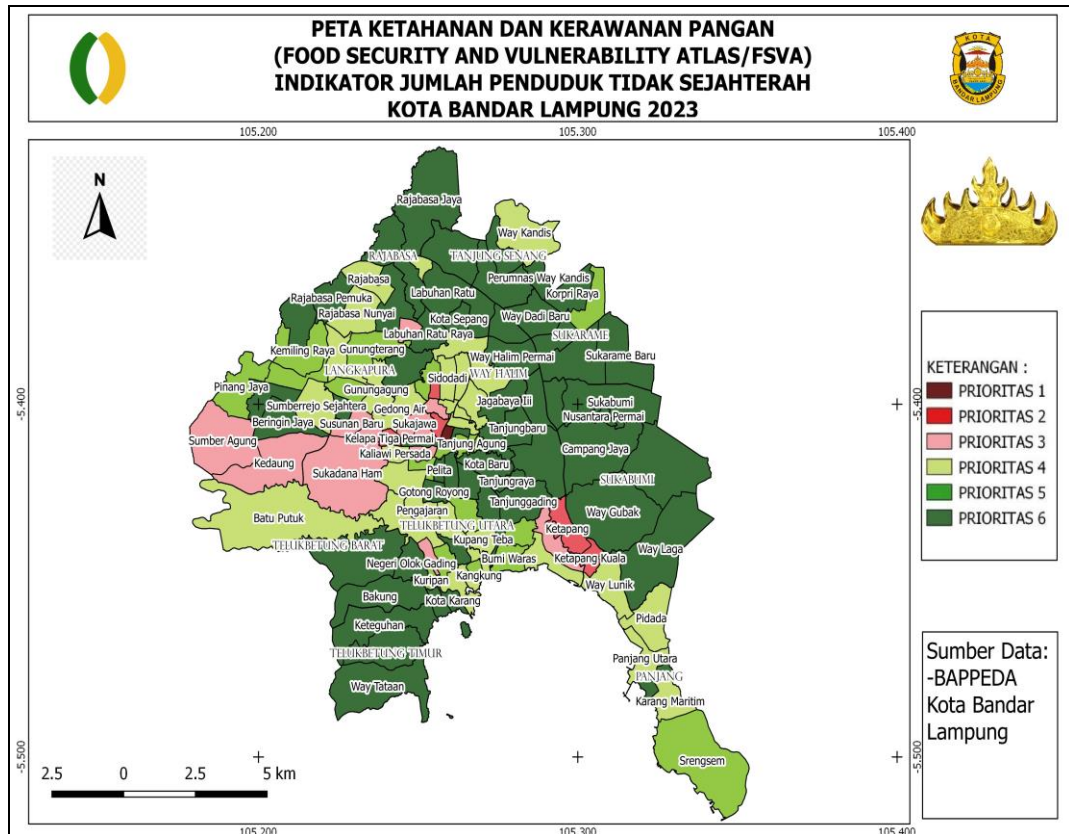 PETA KETAHANAN DAN KERAWANAN PANGAN
(FOOD SECURITY AND VULNERABILITY ATLAS/FSVA)
INDIKATOR JUMLAH PENDUDUK TIDAK SEJAHTERAH
KOTA BANDAR LAMPUNG 2023
KOTA
BANDAR LAMPUNG
105.200
105.300
105.400
N
Rajabasa Jaya
Way Kandis
RAJABASA
TANJUNG SENANG
Rajabasa
Perumnas Way Kandis
Labuhan Ratu
Korpri Raya
Rajabasa Pemuka
Rajabasa Nunyai
Kota Sepang
Way Dadi Baru
Labuhan Ratu Raya
SUKARAME
Kemiling Raya
Gunungterang
Way Halim Permai
Sukarame Baru
LANGKAPURA
WAY HALIM
Sidodadi
Pinang Jaya
Gunungagung
Jagabaya Iii
Sukabumi
Sumberrejo Sejahtera
Gedong Air
Nusantara Permai
Beringin Jaya
Susunan Baru
Sukajawa
Tanjungbaru
Sumber Agung
Kelapa Tiga Permai
Tanjung Agung
Campang Jaya
Kaliawi Persada
Kedaung
Sukadana Ham
Pelita
Kota Baru
Tanjungraya
SUKABUMI
Gotong Royong
Tanjunggading
Batu Putuk
Pengajaran
Way Gubak
TELUKBETUNG UTARA
Ketapang
TELUKBETUNG BARAT
Kupang Teba
Way Laga
Negeri Olok Gading
Bumi Waras
Ketapang Kuala
Kuripan
Kangkung
Way Lunik
Bakung
Kota Karang
Pidada
Keteguhan
TELUKBETUNG TIMUR
Panjang Utara
PANJANG
Way Tataan
Karang Maritim
Srengsem
-5.400
-5.500
-5.400
-5.500
2.5 0 2.5 5 km
105.200
105.300
105.400
KETERANGAN :
PRIORITAS 1
PRIORITAS 2
PRIORITAS 3
PRIORITAS 4
PRIORITAS 5
PRIORITAS 6
Sumber Data:
-BAPPEDA
Kota Bandar
Lampung